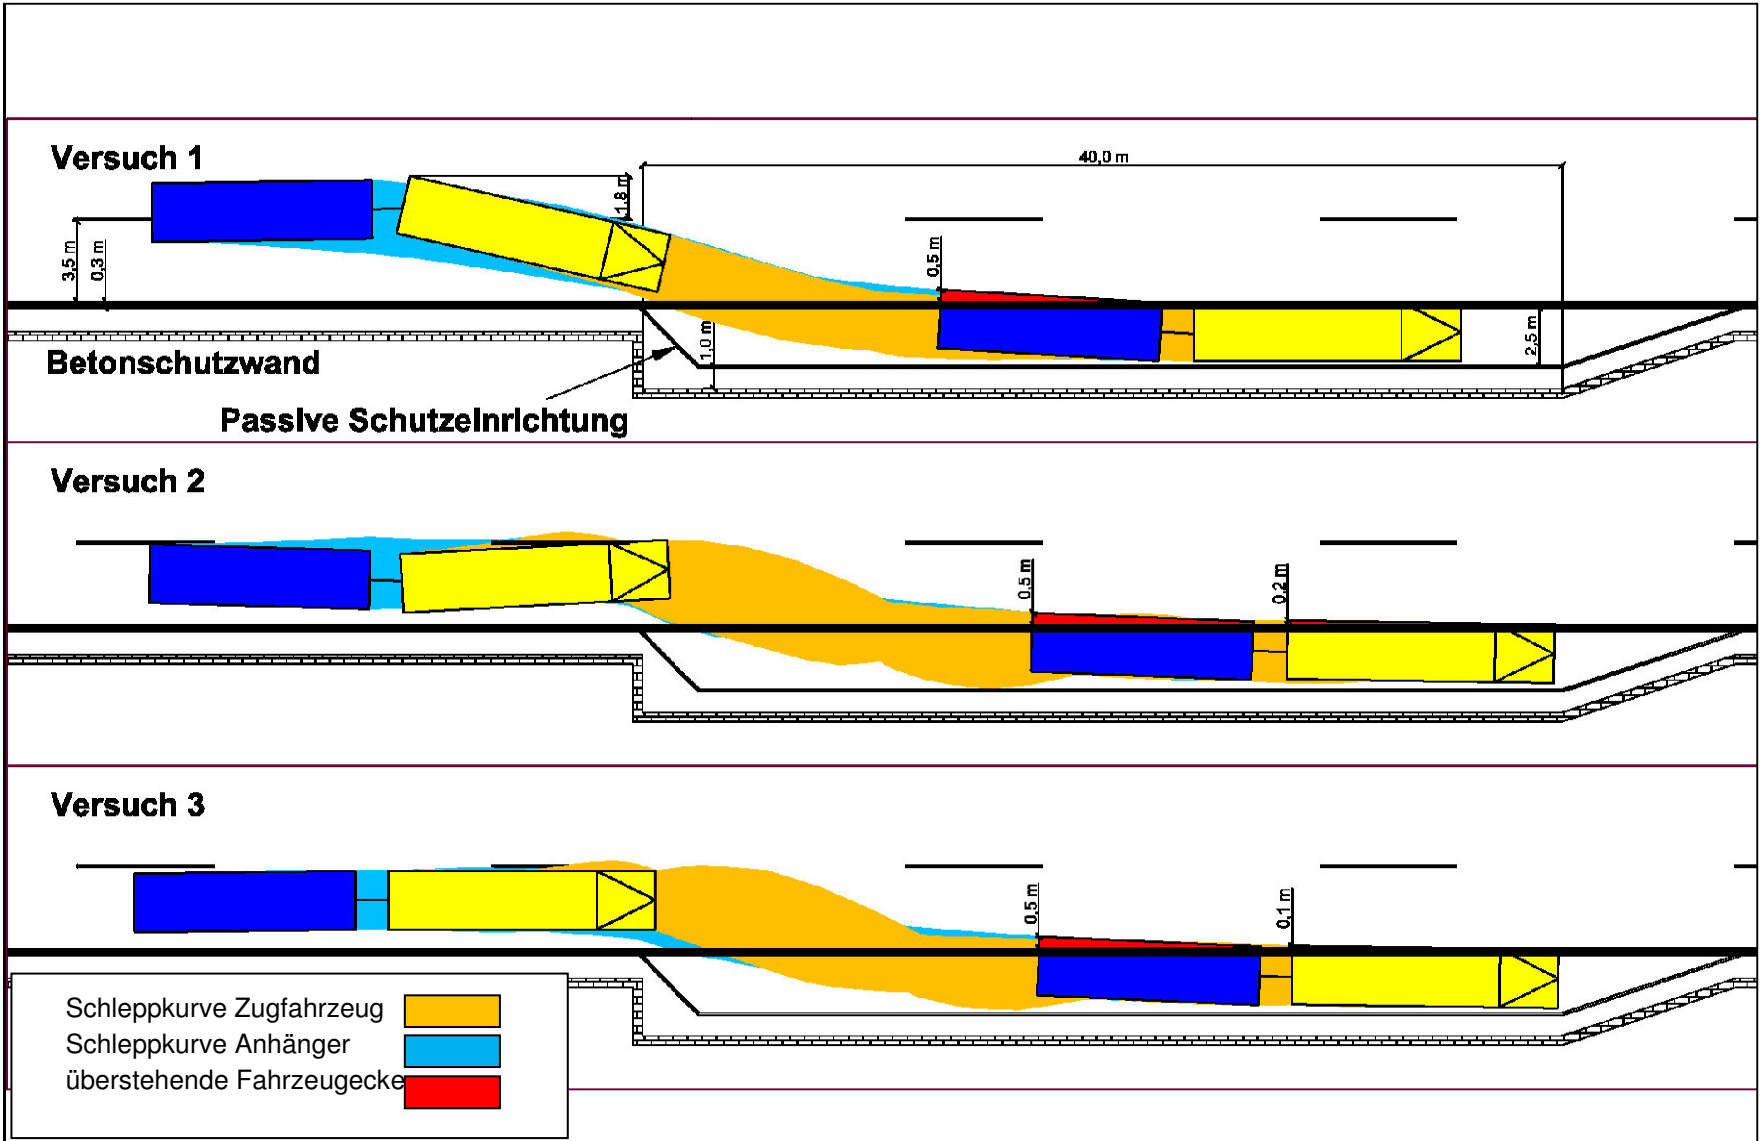 Versuch 1
40,0 m
1,8 m
3,5 m
0,3 m
0,5 m
1,0 m
2,5 m
Betonschutzwand
Passive Schutzeinrichtung
Versuch 2
0,5 m
0,2 m
Versuch 3
0,5 m
0,1 m
Schleppkurve Zugfahrzeug
Schleppkurve Anhänger
überstehende Fahrzeugecke